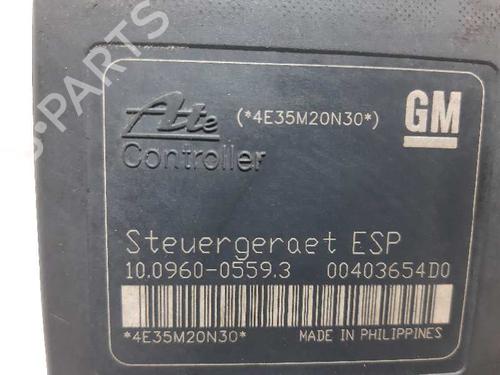 Ate
(*4E35M20N30*)
GM
Controller
Steuergeraet ESP
10.0960-0559.3 00403654D0
*4E35M20N30*
MADE IN PHILIPPINES
-PARTS